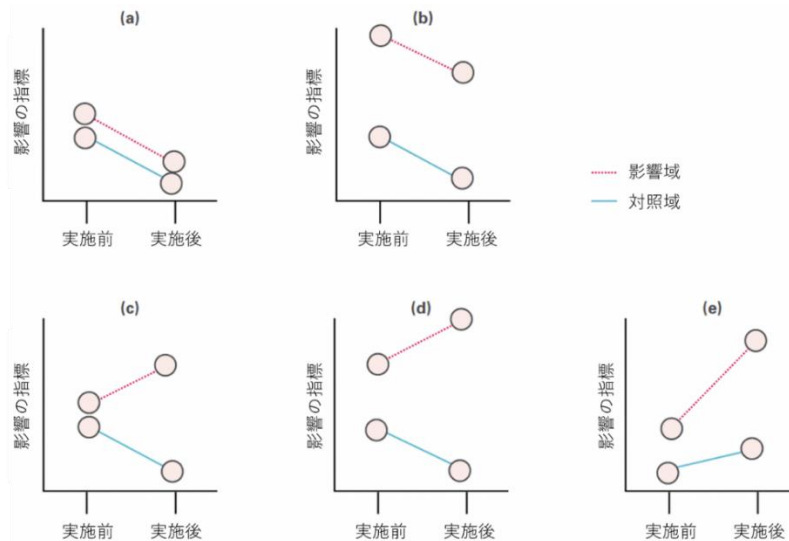 (a)
影響の指標
実施前
実施後
(b)
影響の指標
実施前
実施後
影響域
対照域
(c)
影響の指標
実施前
実施後
(d)
影響の指標
実施前
実施後
(e)
影響の指標
実施前
実施後